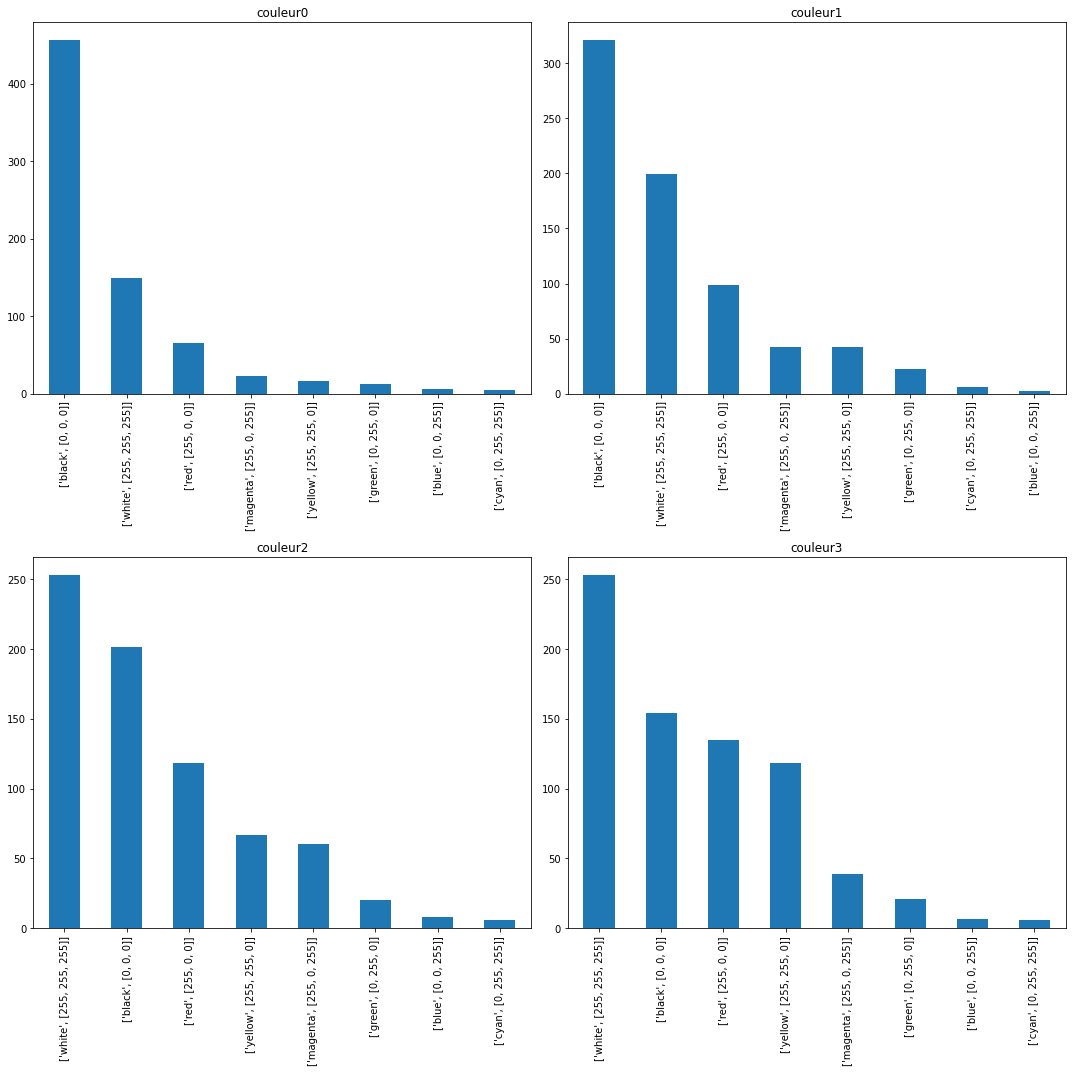 couleur0
400
300
200
100
0
['black', [0, 0, 0]]
['white', [255, 255, 255]]
['red', [255, 0, 0]]
['magenta', [255, 0, 255]]
['yellow', [255, 255, 0]]
['green', [0, 255, 0]]
['blue', [0, 0, 255]]
['cyan', [0, 255, 255]]
couleur1
300
250
200
150
100
50
0
['black', [0, 0, 0]]
['white', [255, 255, 255]]
['red', [255, 0, 0]]
['magenta', [255, 0, 255]]
['yellow', [255, 255, 0]]
['green', [0, 255, 0]]
['cyan', [0, 255, 255]]
['blue', [0, 0, 255]]
couleur2
250
200
150
100
50
0
['white', [255, 255, 255]]
['black', [0, 0, 0]]
['red', [255, 0, 0]]
['yellow', [255, 255, 0]]
['magenta', [255, 0, 255]]
['green', [0, 255, 0]]
['blue', [0, 0, 255]]
['cyan', [0, 255, 255]]
couleur3
250
200
150
100
50
0
['white', [255, 255, 255]]
['black', [0, 0, 0]]
['red', [255, 0, 0]]
['yellow', [255, 255, 0]]
['magenta', [255, 0, 255]]
['green', [0, 255, 0]]
['blue', [0, 0, 255]]
['cyan', [0, 255, 255]]